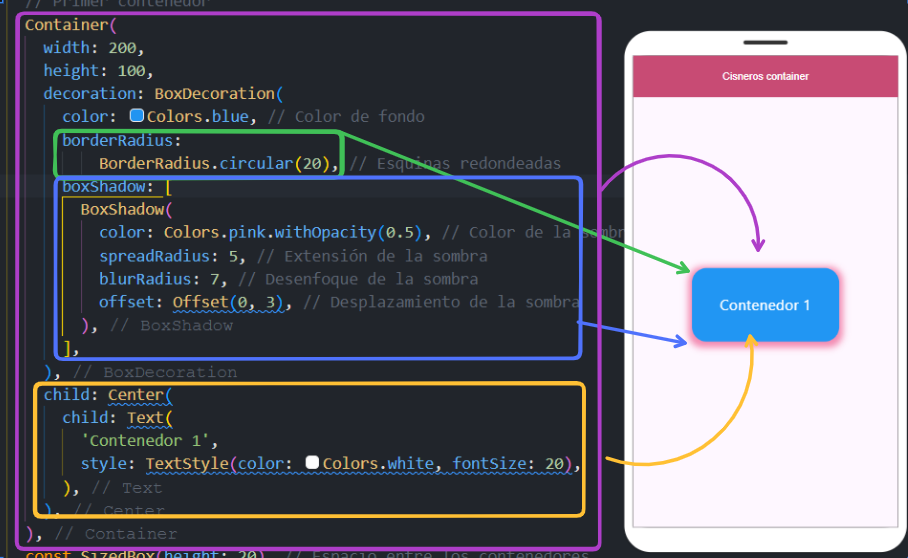 // Primer contenedor
Container(
width: 200,
height: 100,
decoration: BoxDecoration(
color: Colors.blue, // Color de fondo
borderRadius:
BorderRadius.circular(20), // Esquinas redondeadas
boxShadow: [
BoxShadow(
color: Colors.pink.withOpacity(0.5), // Color de la sombr
spreadRadius: 5, // Extensión de la sombra
blurRadius: 7, // Desenfoque de la sombra
offset: Offset(0, 3), // Desplazamiento de la sombra
), // BoxShadow
],
), // BoxDecoration
child: Center(
child: Text(
'Contenedor 1',
style: TextStyle(color: Colors.white, fontSize: 20),
), // Text
), // Center
), // Container
const SizedBox(height: 20), // Espacio entre los contenedores
Cisneros container
Contenedor 1